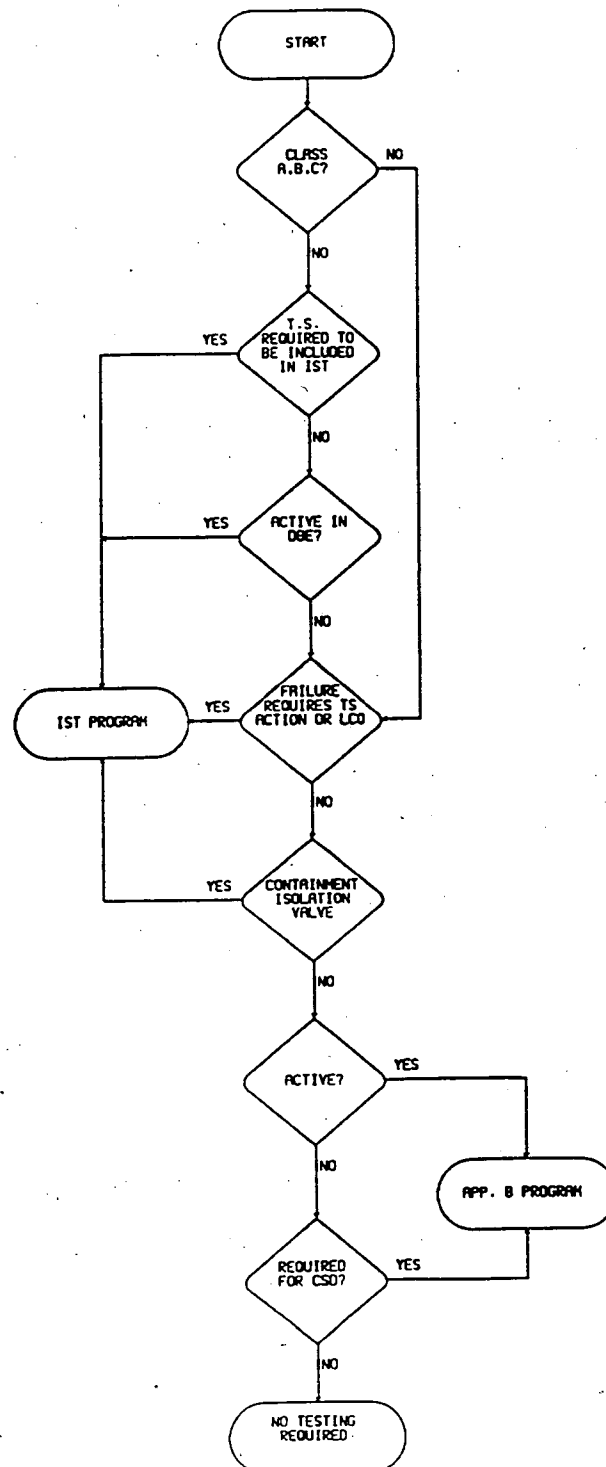 START
CLASS
A.B.C?
NO
NO
T.S.
REQUIRED TO
BE INCLUDED
IN IST
YES
NO
ACTIVE IN
DBE?
YES
NO
FAILURE
REQUIRES TS
ACTION OR LCO
YES
IST PROGRAM
NO
CONTAINMENT
ISOLATION
VALVE
YES
NO
ACTIVE?
YES
NO
APP. B PROGRAM
REQUIRED
FOR CSD?
YES
NO
NO TESTING
REQUIRED